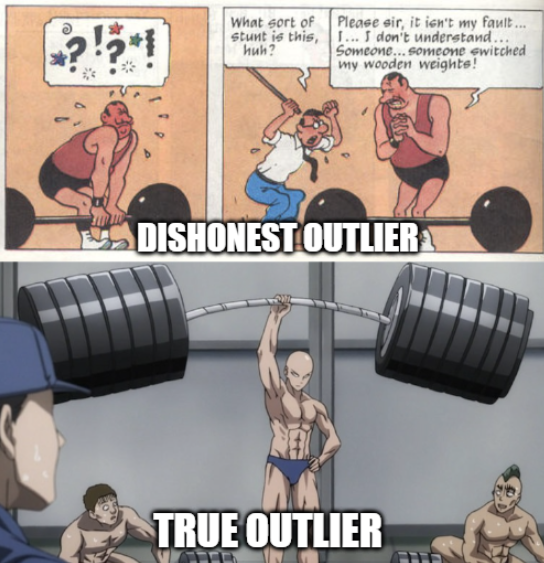 ?!?
What sort of
stunt is this,
huh?
Please sir, it isn't my fault...
I... I don't understand...
Someone... someone switched
my wooden weights!
DISHONEST OUTLIER
TRUE OUTLIER